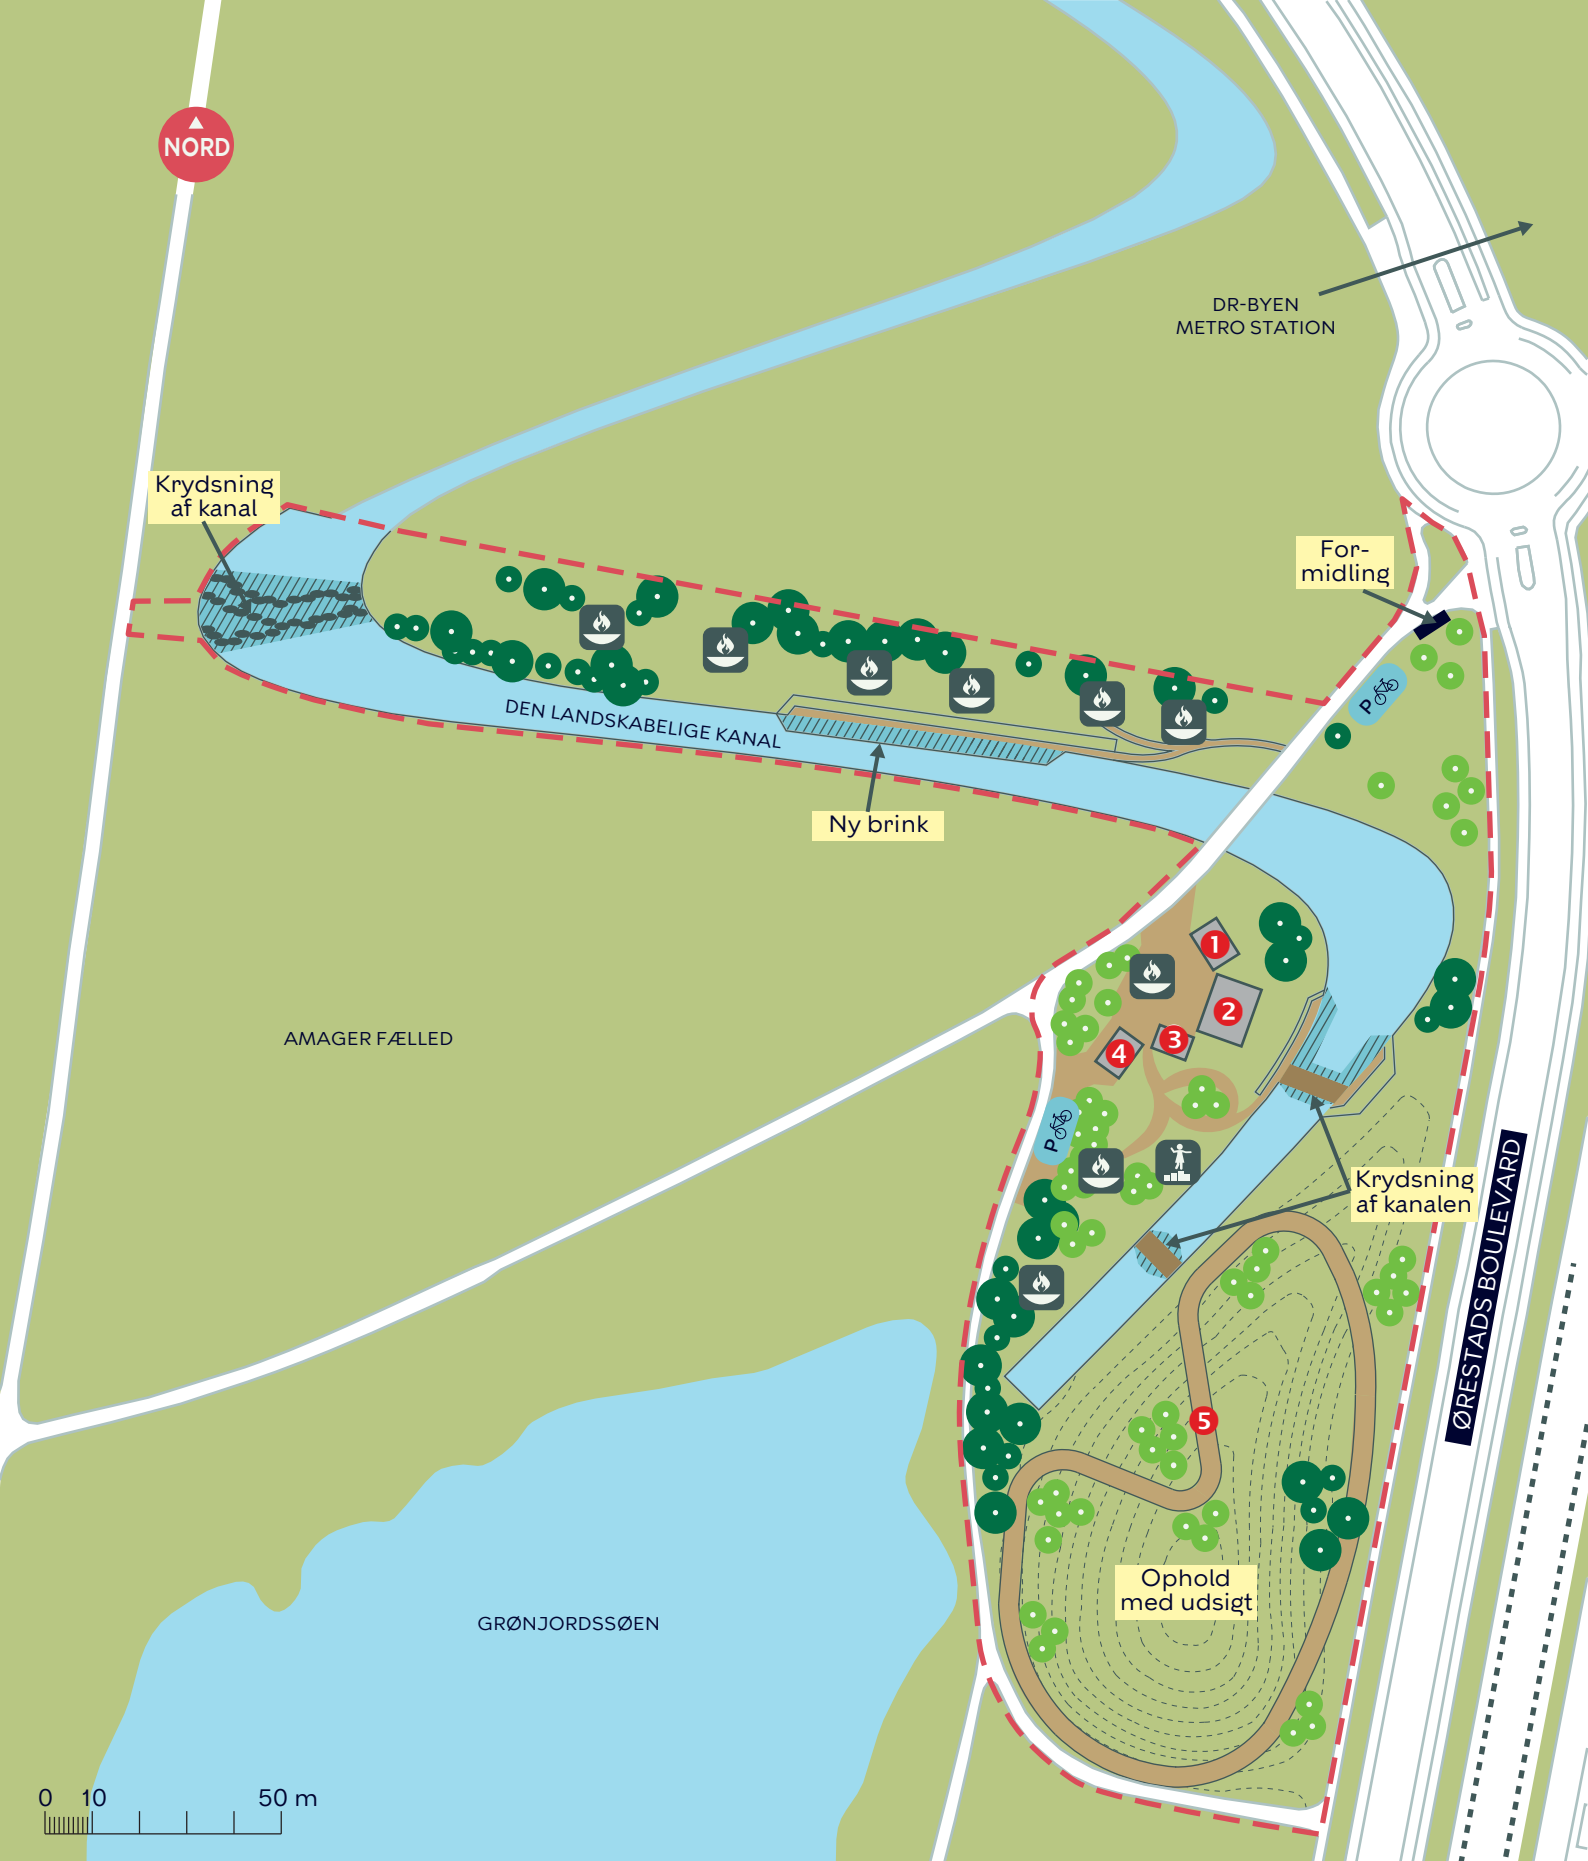 NORD
DR-BYEN
METRO STATION
Krydsning
af kanal
For-
midling
P
DEN LANDSKABELIGE KANAL
Ny brink
1
2
3
4
AMAGER FÆLLED
P
Krydsning
af kanalen
ØRESTADS BOULEVARD
5
Ophold
med udsigt
GRØNJORDSSØEN
0 10 50 m